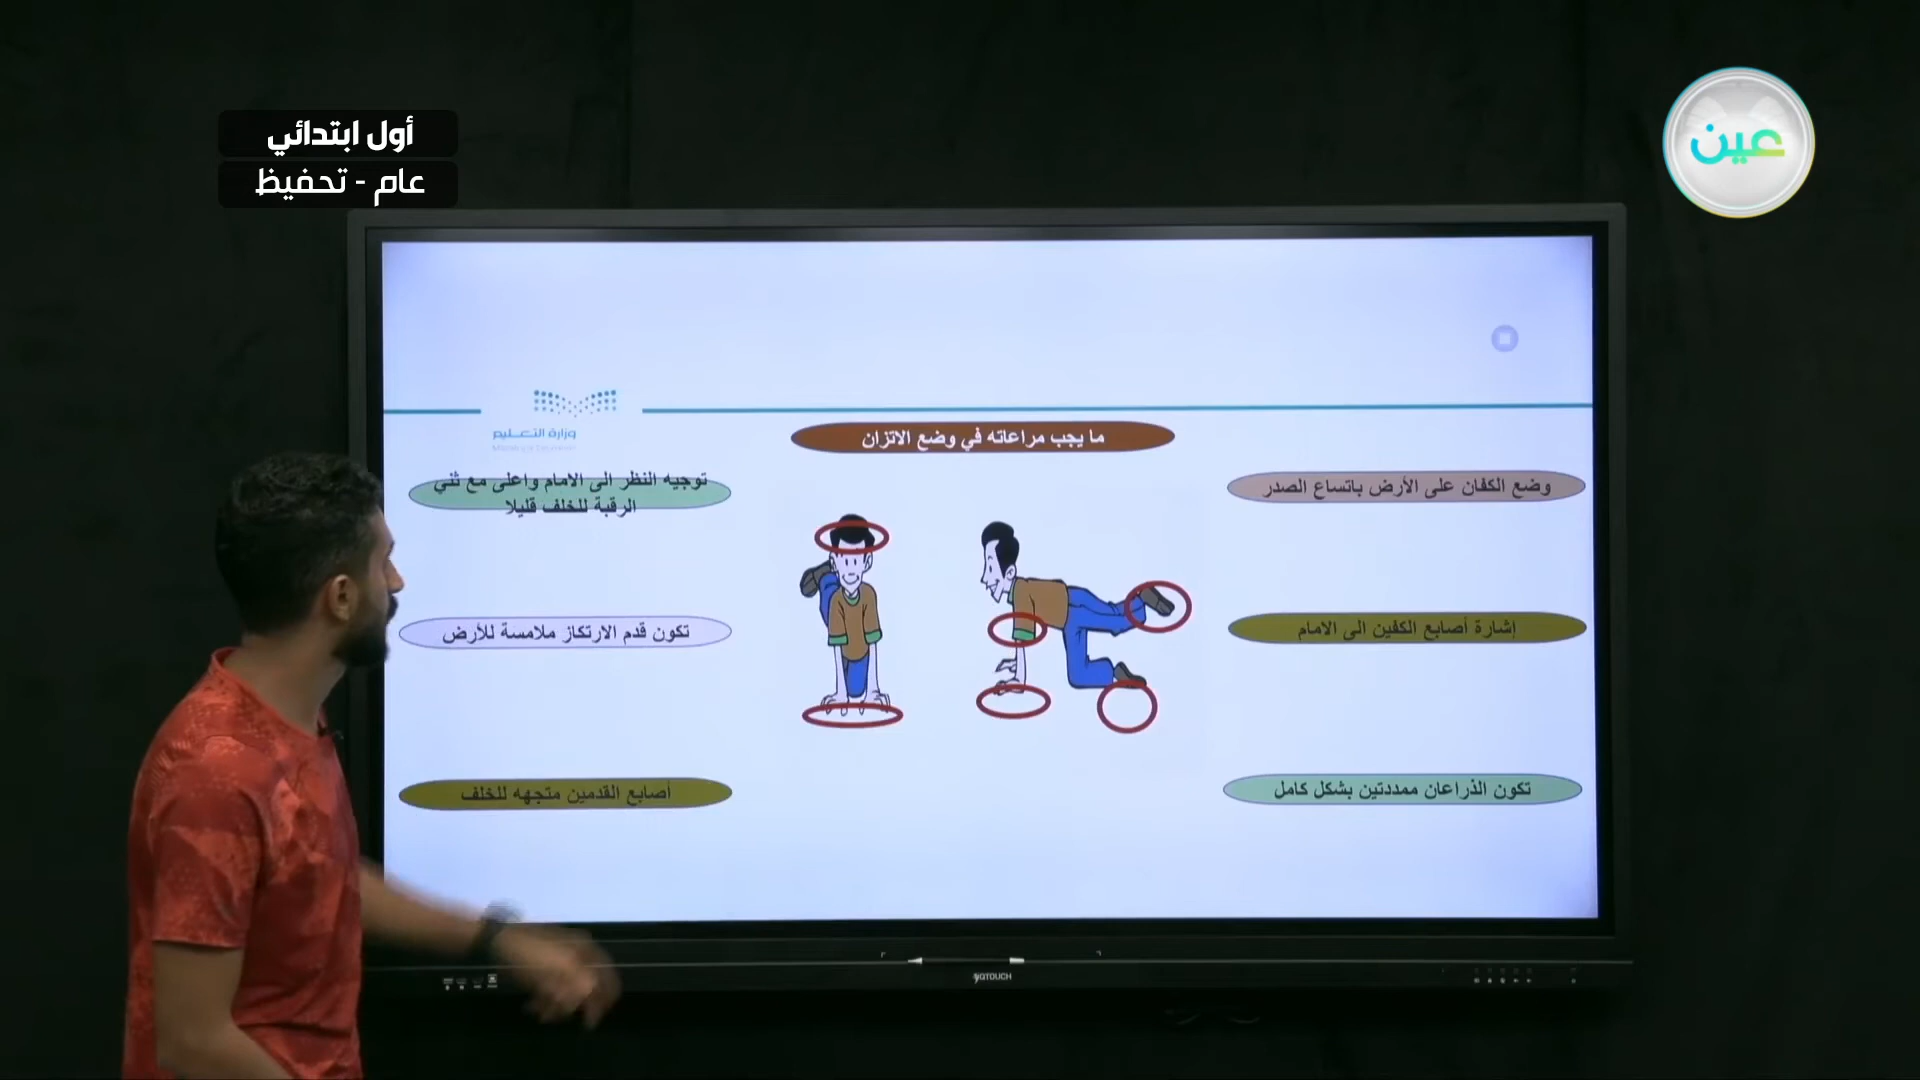 أول ابتدائي
عام - تحفيظ
عين
وزارة التعليم
ما يجب مراعاته في وضع الاتزان
وضع الكفان على الأرض باتساع الصدر
توجيه النظر الى الامام واعلى مع ثني
الرقبة للخلف قليلا
إشارة أصابع الكفين الى الامام
تكون قدم الارتكاز ملامسة للأرض
تكون الذراعان ممددتين بشكل كامل
أصابع القدمين متجهه للخلف